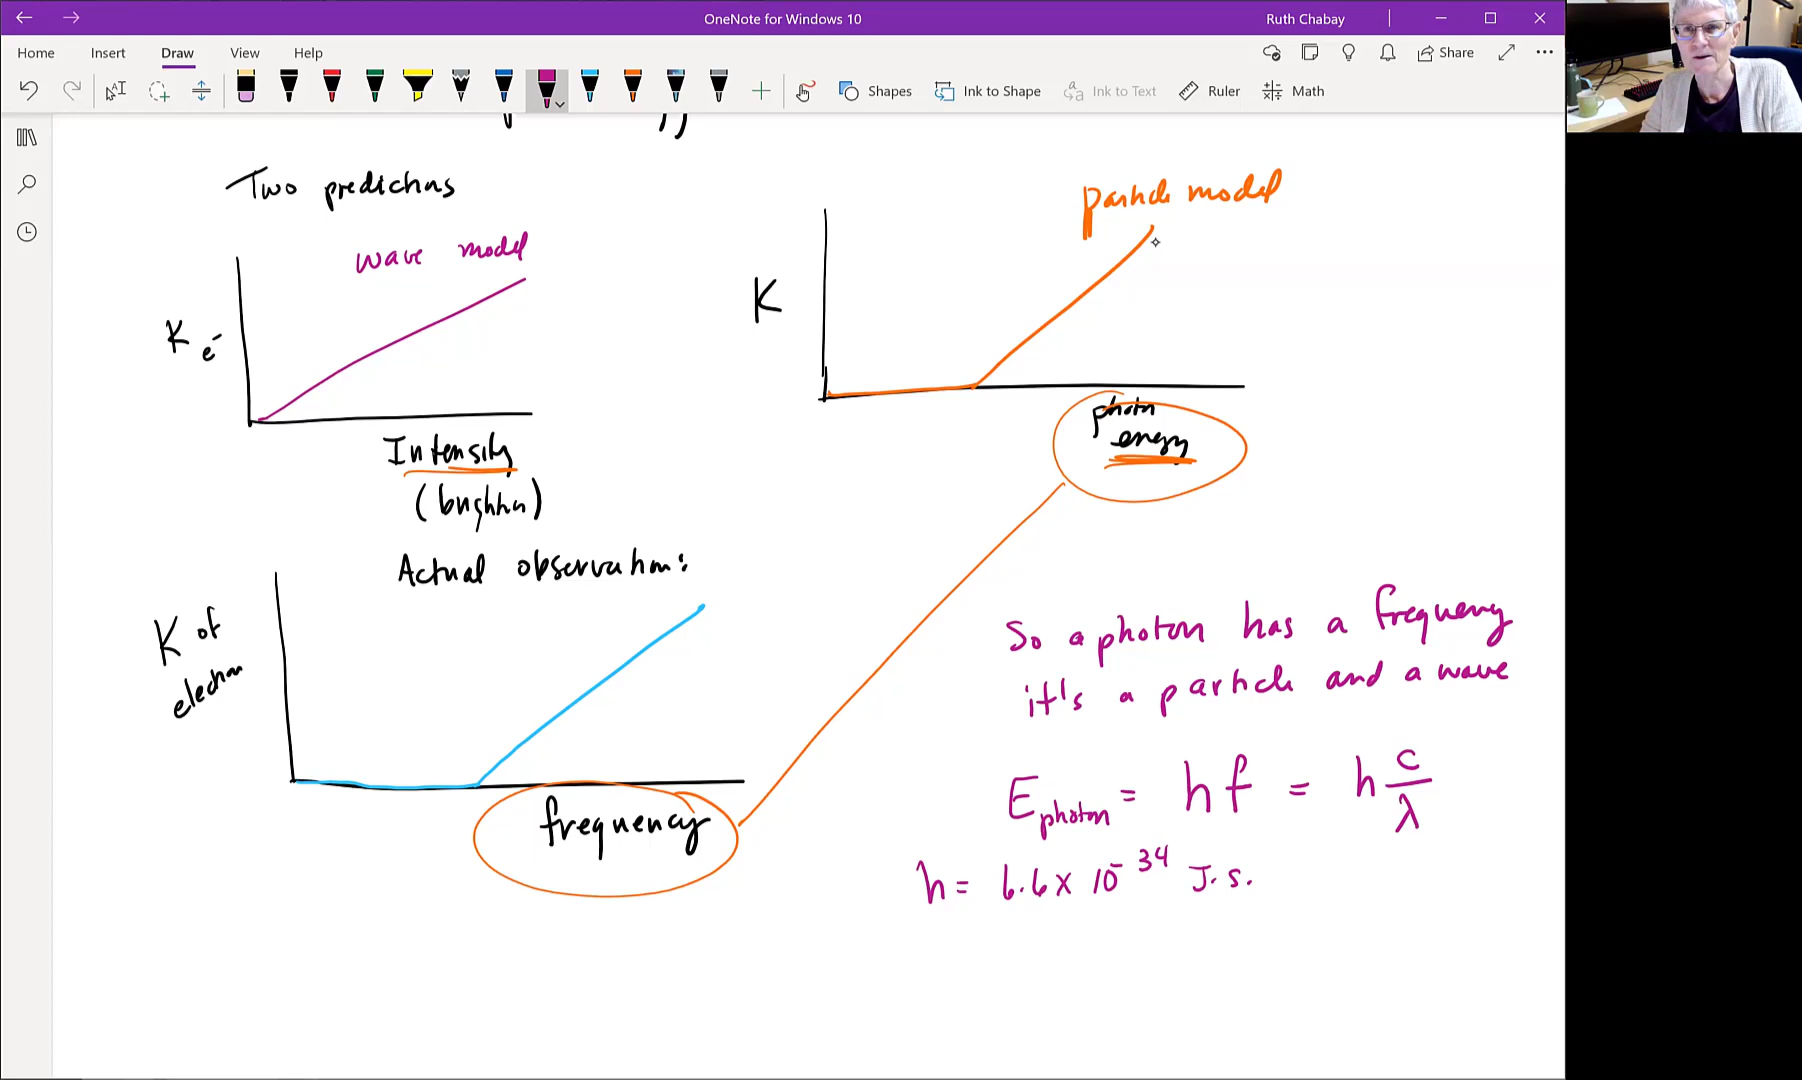 OneNote for Windows 10
Ruth Chabay
Home Insert Draw View Help
Share
Shapes Ink to Shape Ink to Text Ruler Math
Two predictions
wave model
K e-
Intensity
(brightness)
particle model
K
photon
energy
Actual observation:
K of
electron
frequency
So a photon has a frequency
it's a particle and a wave
E photon = hf = h c/λ
h = 6.6 x 10^-34 J.s.